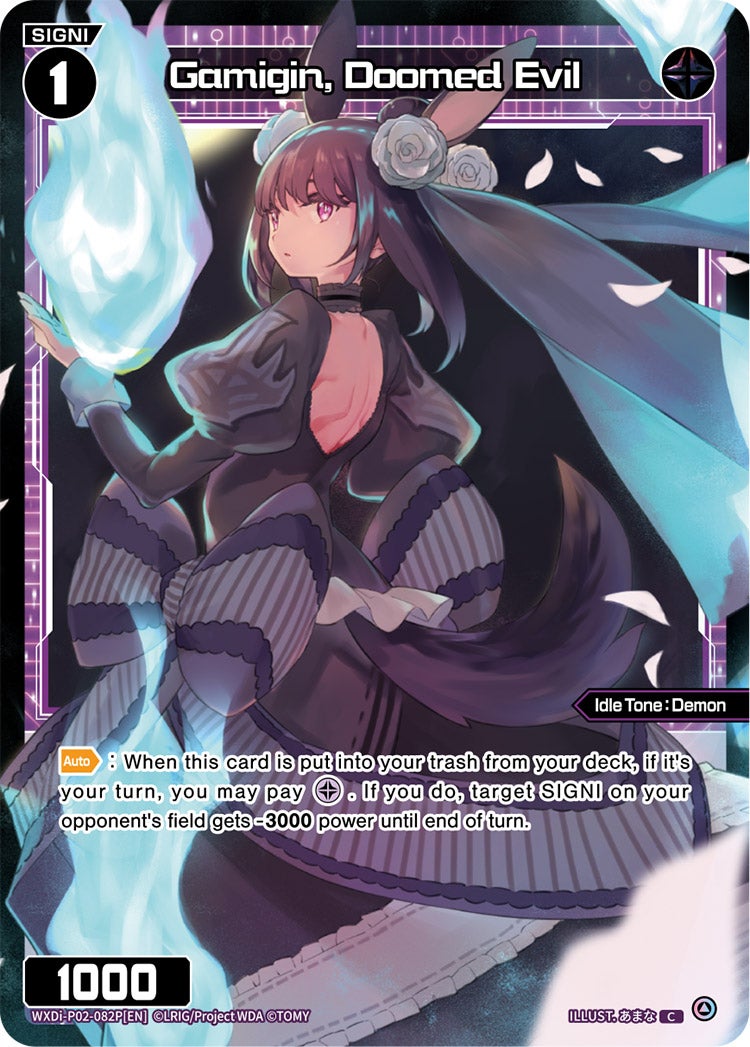 SIGNI
1
Gamigin, Doomed Evil
Idle Tone : Demon
Auto : When this card is put into your trash from your deck, if it's
your turn, you may pay . If you do, target SIGNI on your
opponent's field gets -3000 power until end of turn.
1000
WXDi-P02-082P[EN] ©LRIG/Project WDA ©TOMY
ILLUST. あまな C